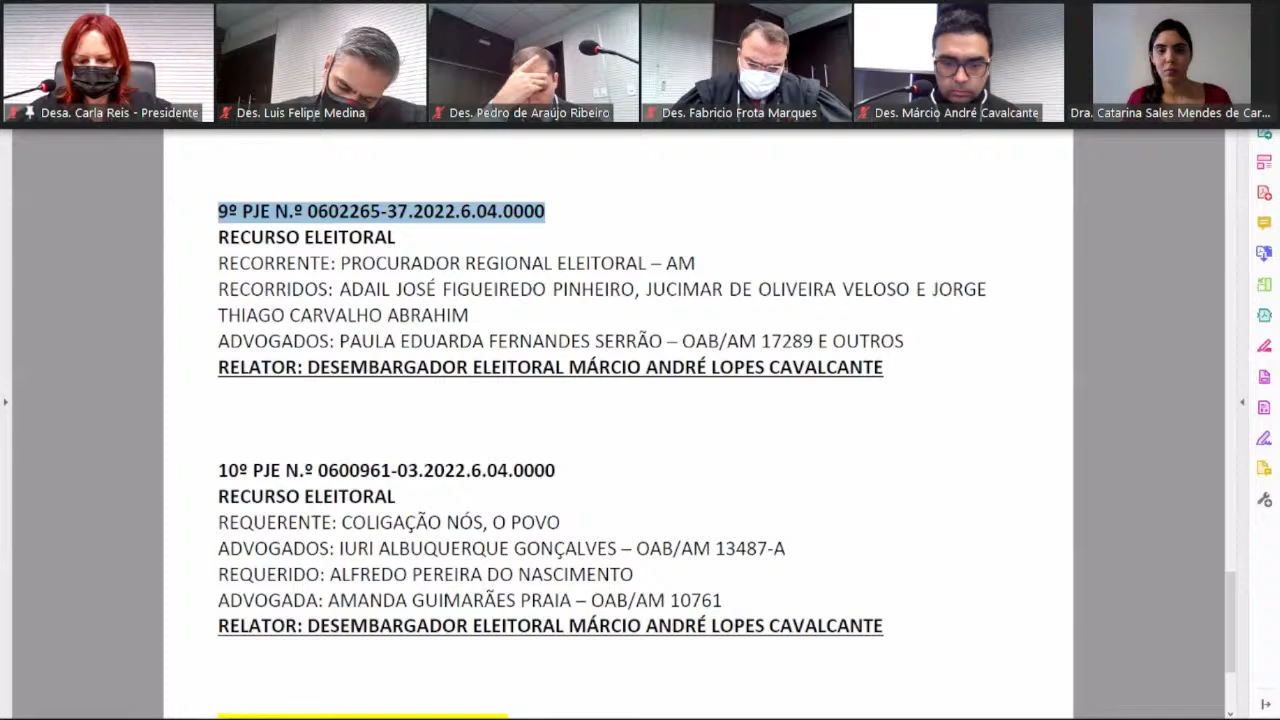 Desa. Carla Reis - Presidente
Des. Luís Felipe Medina
Des. Pedro de Araújo Ribeiro
Des. Fabricio Frota Marques
Des. Márcio André Cavalcante
Dra. Catarina Sales Mendes de Car...
9º PJE N.º 0602265-37.2022.6.04.0000
RECURSO ELEITORAL
RECORRENTE: PROCURADOR REGIONAL ELEITORAL – AM
RECORRIDOS: ADAIL JOSÉ FIGUEIREDO PINHEIRO, JUCIMAR DE OLIVEIRA VELOSO E JORGE
THIAGO CARVALHO ABRAHIM
ADVOGADOS: PAULA EDUARDA FERNANDES SERRÃO – OAB/AM 17289 E OUTROS
RELATOR: DESEMBARGADOR ELEITORAL MÁRCIO ANDRÉ LOPES CAVALCANTE
10º PJE N.º 0600961-03.2022.6.04.0000
RECURSO ELEITORAL
REQUERENTE: COLIGAÇÃO NÓS, O POVO
ADVOGADOS: IURI ALBUQUERQUE GONÇALVES – OAB/AM 13487-A
REQUERIDO: ALFREDO PEREIRA DO NASCIMENTO
ADVOGADA: AMANDA GUIMARÃES PRAIA – OAB/AM 10761
RELATOR: DESEMBARGADOR ELEITORAL MÁRCIO ANDRÉ LOPES CAVALCANTE